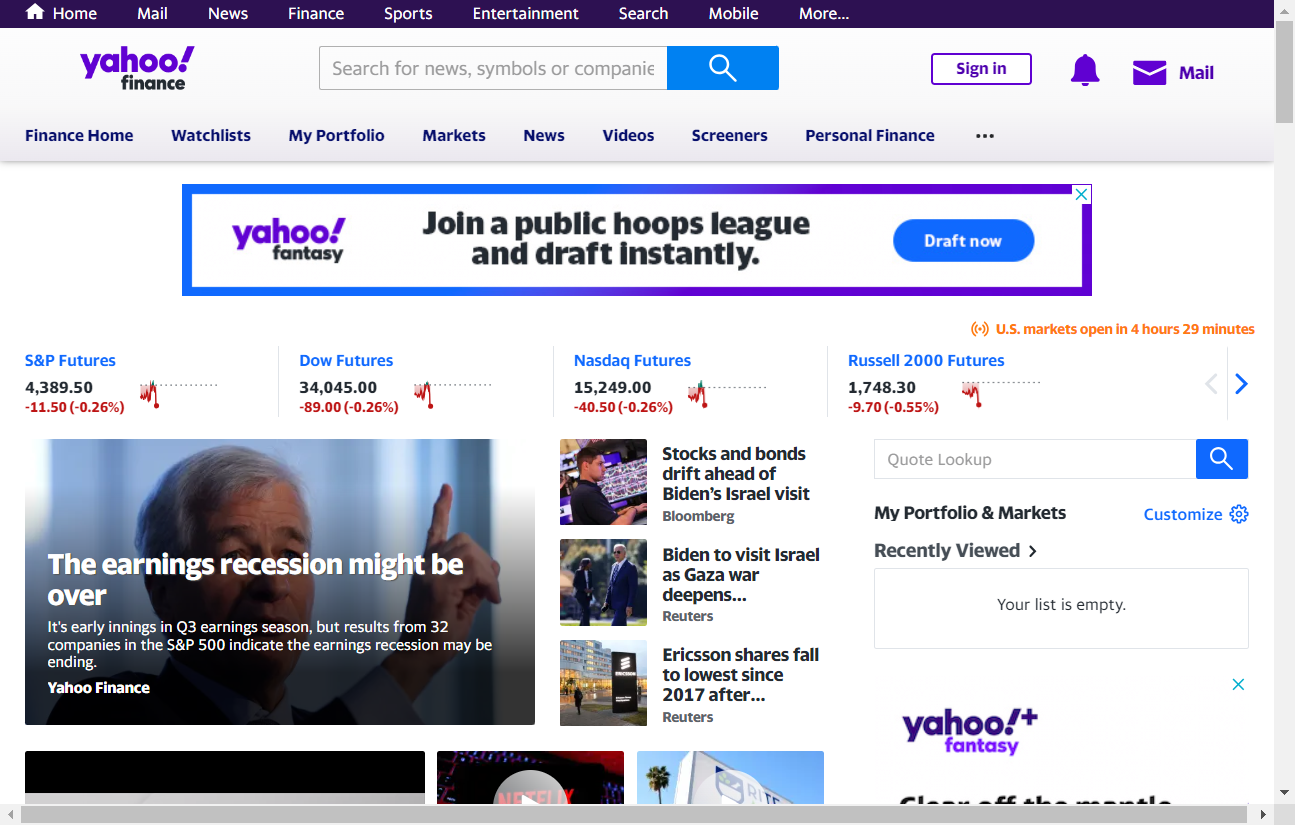 Home Mail News Finance Sports Entertainment Search Mobile More...
yahoo!
finance
Search for news, symbols or companie
Sign in
Mail
Finance Home Watchlists My Portfolio Markets News Videos Screeners Personal Finance ...
yahoo!
fantasy
Join a public hoops league
and draft instantly.
Draft now
U.S. markets open in 4 hours 29 minutes
S&P Futures
4,389.50
-11.50 (-0.26%)
Dow Futures
34,045.00
-89.00 (-0.26%)
Nasdaq Futures
15,249.00
-40.50 (-0.26%)
Russell 2000 Futures
1,748.30
-9.70 (-0.55%)
The earnings recession might be
over
It's early innings in Q3 earnings season, but results from 32
companies in the S&P 500 indicate the earnings recession may be
ending.
Yahoo Finance
Stocks and bonds
drift ahead of
Biden's Israel visit
Bloomberg
Biden to visit Israel
as Gaza war
deepens...
Reuters
ERICSSON
Ericsson shares fall
to lowest since
2017 after...
Reuters
Quote Lookup
My Portfolio & Markets
Customize
Recently Viewed
Your list is empty.
yahoo!+
fantasy
Clear off the mantle
NETFLIX
RITE